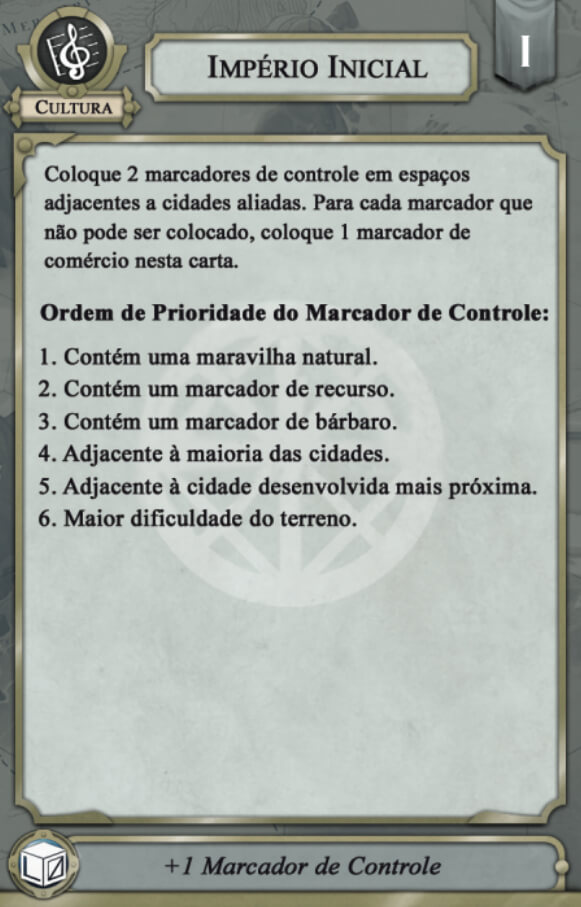 IMPÉRIO INICIAL
I
CULTURA
Coloque 2 marcadores de controle em espaços
adjacentes a cidades aliadas. Para cada marcador que
não pode ser colocado, coloque 1 marcador de
comércio nesta carta.
Ordem de Prioridade do Marcador de Controle:
1. Contém uma maravilha natural.
2. Contém um marcador de recurso.
3. Contém um marcador de bárbaro.
4. Adjacente à maioria das cidades.
5. Adjacente à cidade desenvolvida mais próxima.
6. Maior dificuldade do terreno.
+1 Marcador de Controle